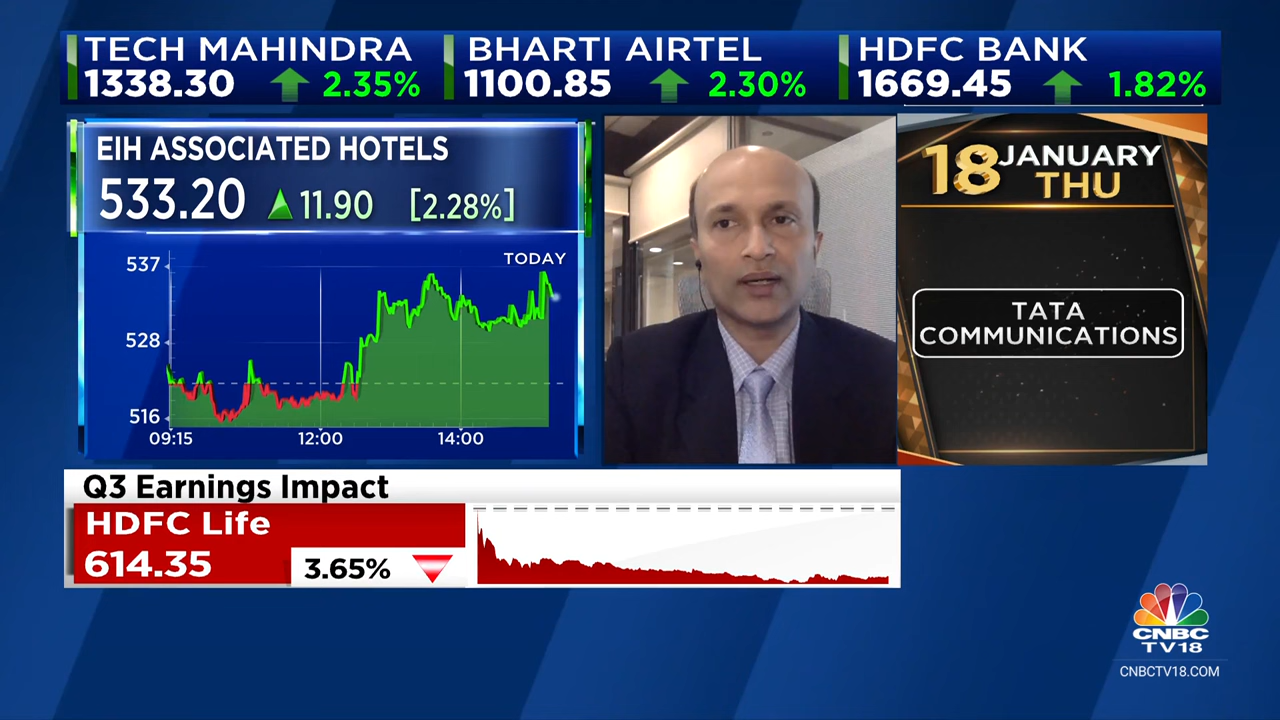 TECH MAHINDRA
1338.30 2.35%
BHARTI AIRTEL
1100.85 2.30%
HDFC BANK
1669.45 1.82%
EIH ASSOCIATED HOTELS
533.20 11.90 [2.28%]
TODAY
537
528
516
09:15 12:00 14:00
18 JANUARY
THU
TATA
COMMUNICATIONS
Q3 Earnings Impact
HDFC Life
614.35 3.65%
CNBC
TV18
CNBCTV18.COM